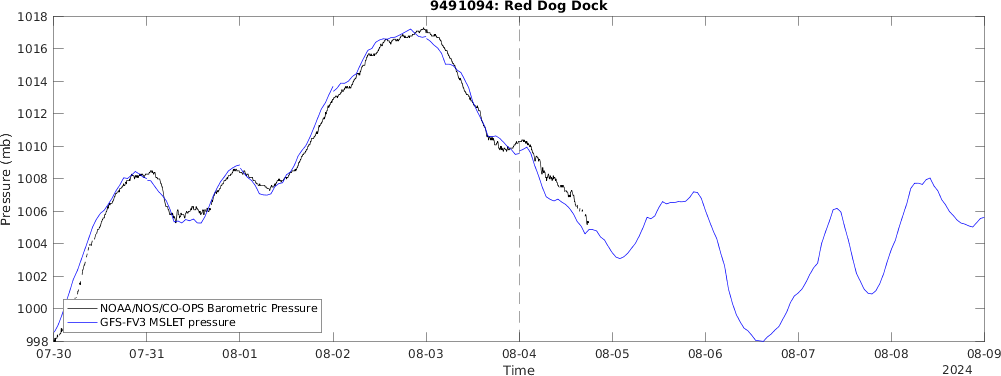 9491094: Red Dog Dock
Pressure (mb)
1018
1016
1014
1012
1010
1008
1006
1004
1002
1000
998
NOAA/NOS/CO-OPS Barometric Pressure
GFS-FV3 MSLET pressure
07-30 07-31 08-01 08-02 08-03 08-04 08-05 08-06 08-07 08-08 08-09
Time
2024